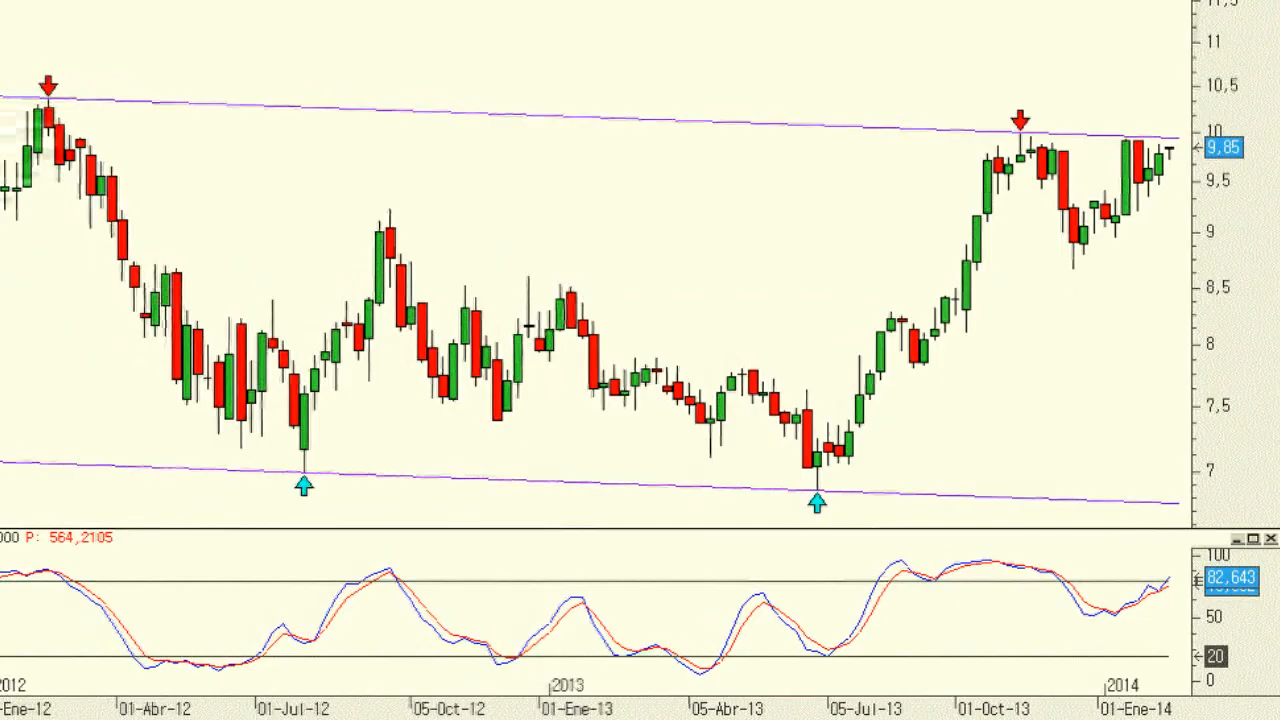 11,5
11
10,5
10
9,85
9,5
9
8,5
8
7,5
7
000 P: 564,2105
100
82,643
50
20
0
2012
2013
2014
-Ene-12
01-Abr-12
01-Jul-12
05-Oct-12
01-Ene-13
05-Abr-13
05-Jul-13
01-Oct-13
01-Ene-14